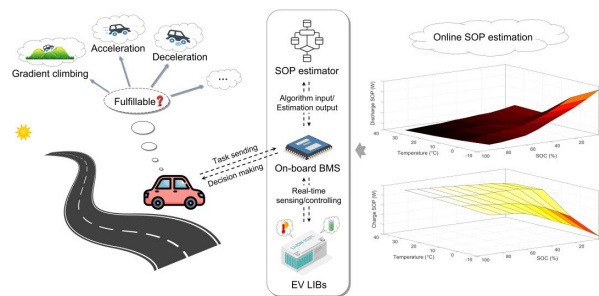 Acceleration
Deceleration
Gradient climbing
...
Fulfillable?
Task sending
Decision making
SOP estimator
Algorithm input/
Estimation output
On-board BMS
Real-time
sensing/controlling
EV LIBs
Online SOP estimation
Discharge SOP (W)
40
30
20
10
0
-10
100
80
60
40
20
0
Temperature (°C)
SOC (%)
Charge SOP (W)
40
30
20
10
0
-10
100
80
60
40
20
0
Temperature (°C)
SOC (%)